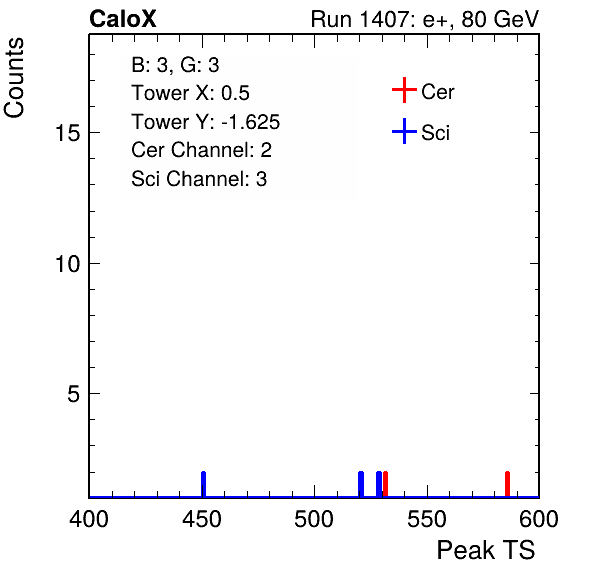 CaloX Run 1407: e+, 80 GeV
Counts
B: 3, G: 3
Tower X: 0.5
Tower Y: -1.625
Cer Channel: 2
Sci Channel: 3
Cer
Sci
15
10
5
400 450 500 550 600
Peak TS